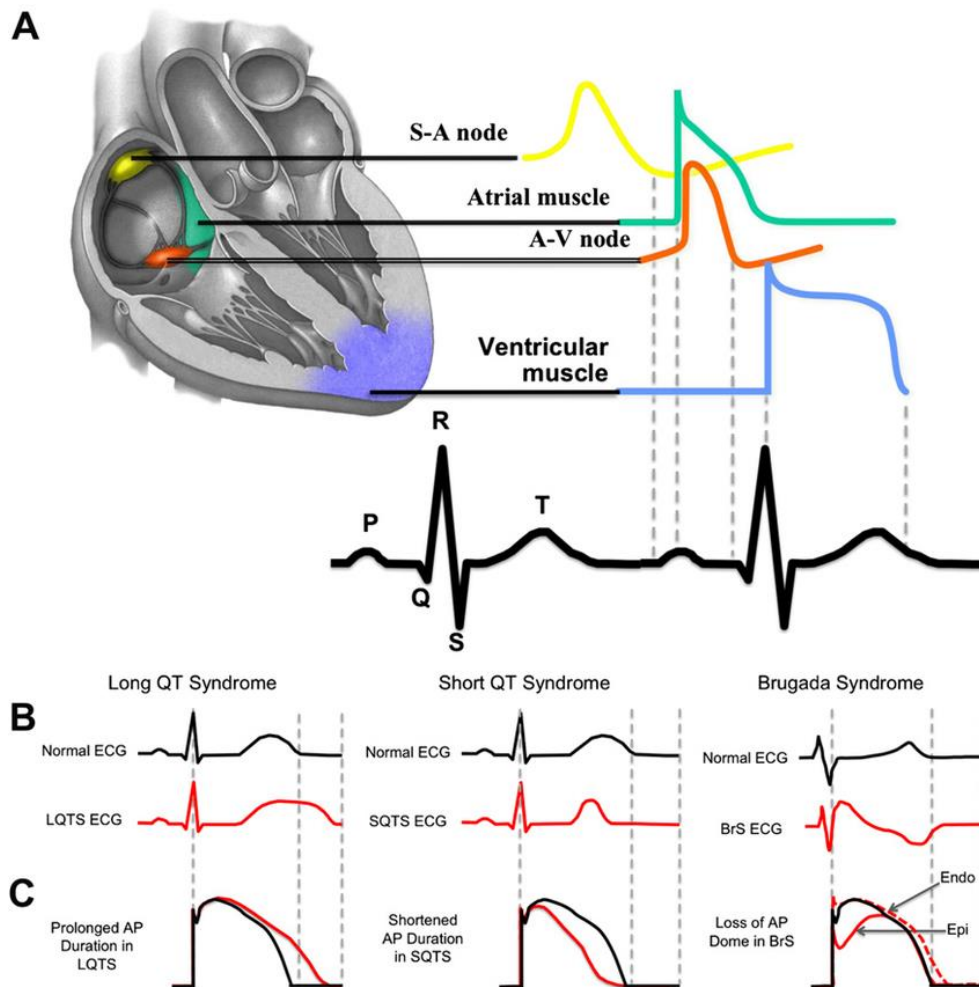 A
S-A node
Atrial muscle
A-V node
Ventricular
muscle
R
P
T
Q
S
Long QT Syndrome
Short QT Syndrome
Brugada Syndrome
B
Normal ECG
Normal ECG
Normal ECG
LQTS ECG
SQTS ECG
BrS ECG
C
Prolonged AP
Duration in
LQTS
Shortened
AP Duration
in SQTS
Loss of AP
Dome in BrS
Endo
Epi